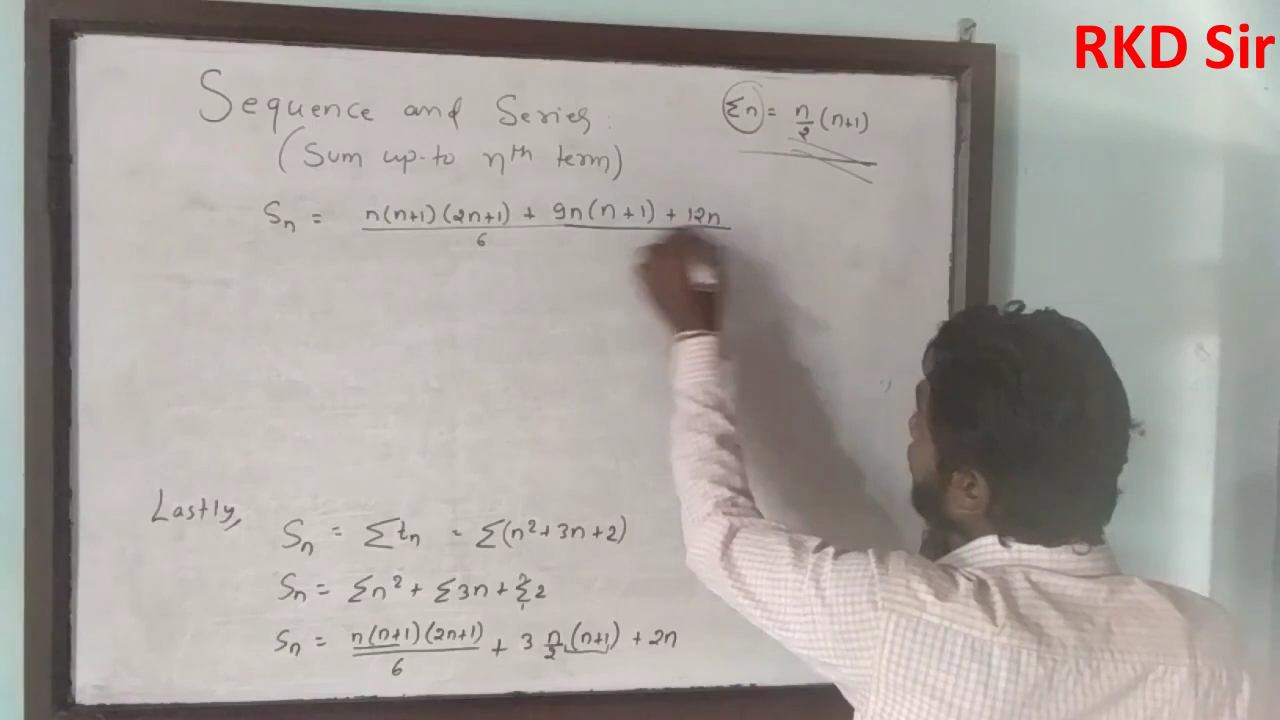 RKD Sir
Sequence and Series:
(Sum up-to nth term)
Σn = n/2 (n+1)
Sn = n(n+1)(2n+1) + 9n(n+1) + 12n / 6
Lastly,
Sn = Σtn = Σ(n²+3n+2)
Sn = Σn² + Σ3n + Σ2
Sn = n(n+1)(2n+1)/6 + 3 n/2 (n+1) + 2n